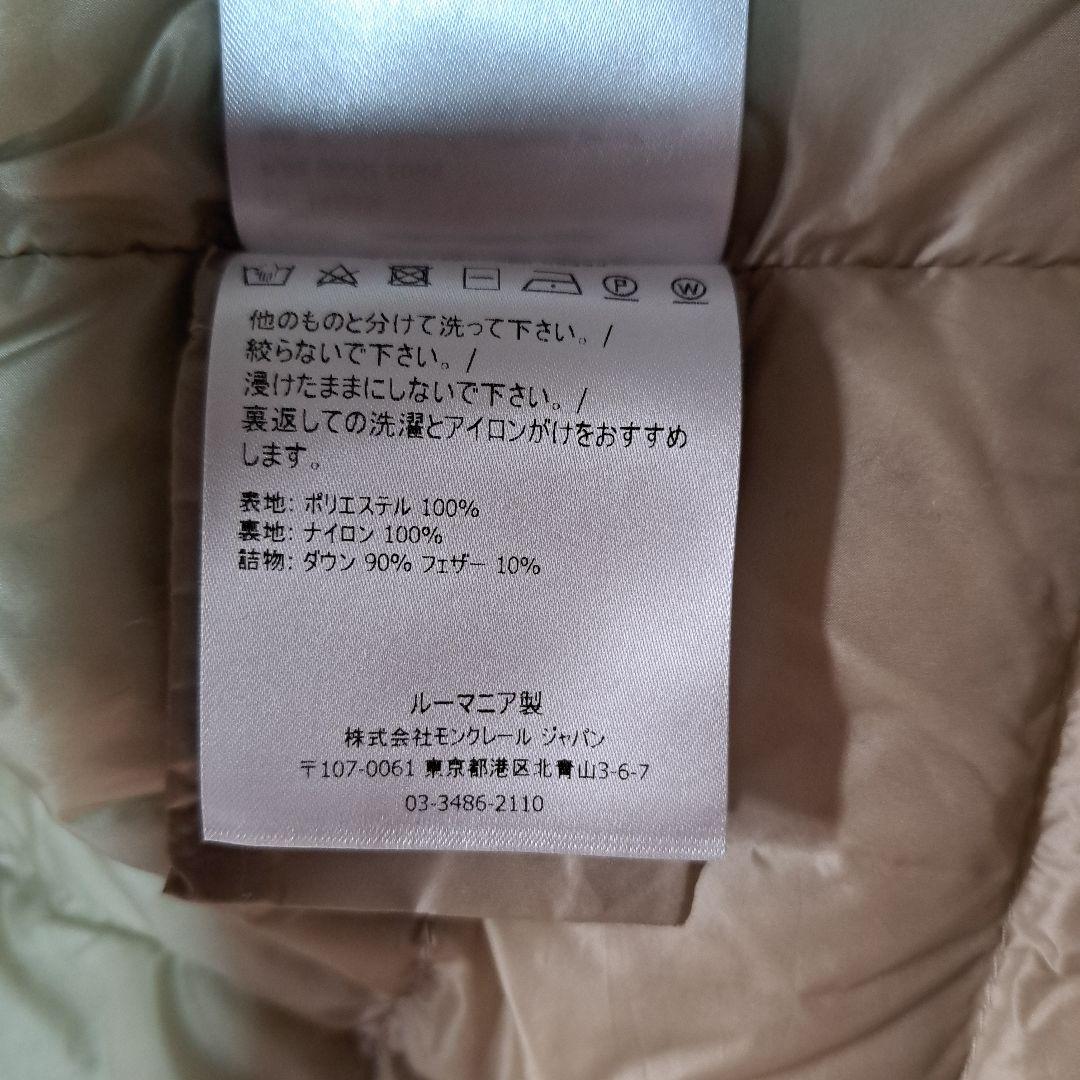 P W
他のものと分けて洗って下さい。/
絞らないで下さい。/
浸けたままにしないで下さい。/
裏返しての洗濯とアイロンがけをおすすめ
します。
表地: ポリエステル 100%
裏地: ナイロン 100%
詰物: ダウン 90% フェザー 10%
ルーマニア製
株式会社モンクレール ジャパン
〒107-0061 東京都港区北青山3-6-7
03-3486-2110